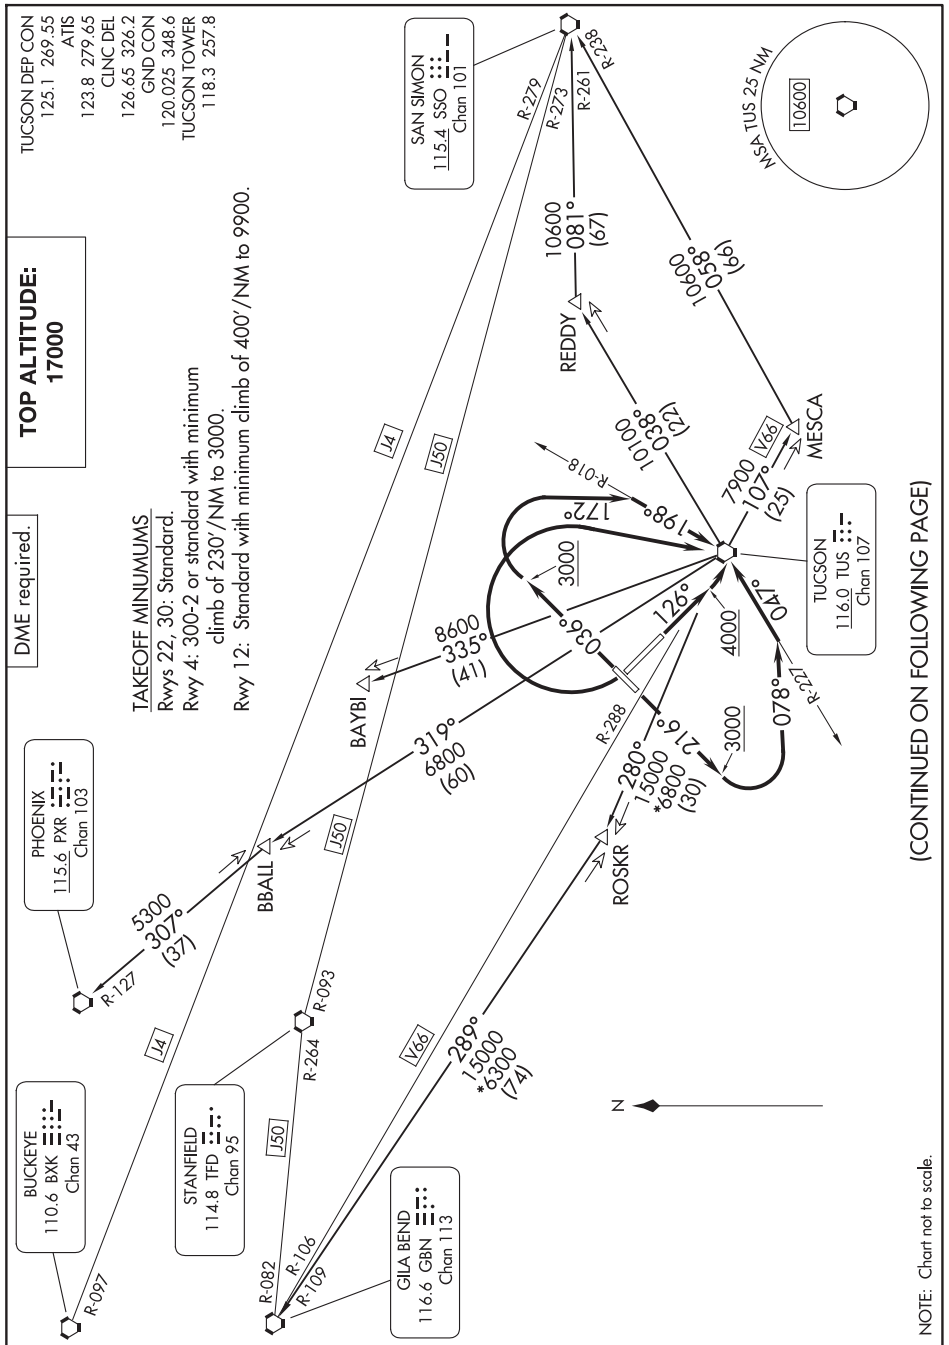 TUCSON DEP CON
125.1 269.55
ATIS
123.8 279.65
CLNC DEL
126.65 326.2
GND CON
120.025 348.6
TUCSON TOWER
118.3 257.8
TOP ALTITUDE:
17000
DME required.
TAKEOFF MINIMUMS
Rwys 22, 30: Standard.
Rwy 4: 300-2 or standard with minimum
climb of 230'/NM to 3000.
Rwy 12: Standard with minimum climb of 400'/NM to 9900.
PHOENIX
115.6 PXR
Chan 103
BUCKEYE
110.6 BXK
Chan 43
STANFIELD
114.8 TFD
Chan 95
GILA BEND
116.6 GBN
Chan 113
SAN SIMON
115.4 SSO
Chan 101
TUCSON
116.0 TUS
Chan 107
MSA TUS 25 NM
10600
R-097
J4
J4
R-279
R-127
5300
307°
(37)
BBALL
319°
6800
(60)
R-082
J50
R-264
R-093
J50
J50
R-273
BAYBI
8600
335°
(41)
R-106
R-109
V66
R-288
289°
15000
*6300
(74)
ROSKR
280°
15000
*6800
(30)
216°
3000
078°
R-227
047°
036°
3000
172°
R-018
198°
126°
4000
10100
038°
(22)
REDDY
10600
081°
(67)
R-261
R-238
10600
058°
(66)
7900
107°
(25)
V66
MESCA
N
(CONTINUED ON FOLLOWING PAGE)
NOTE: Chart not to scale.